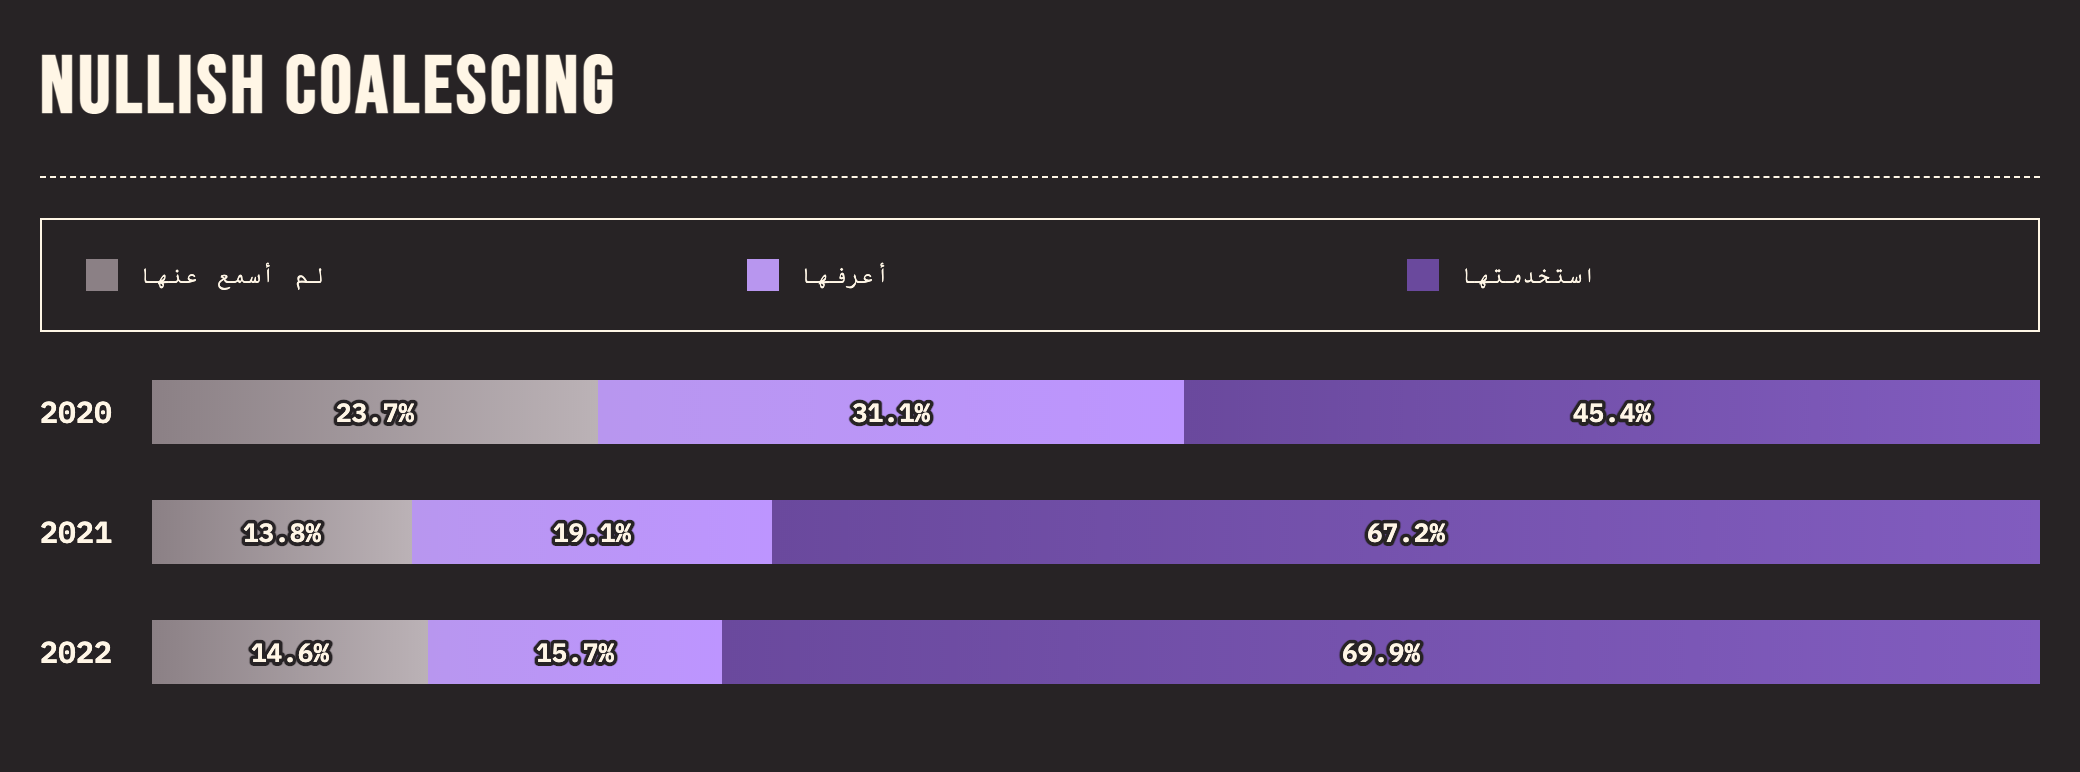 NULLISH COALESCING
لم أسمع عنها أعرفها استخدمتها
2020 23.7% 31.1% 45.4%
2021 13.8% 19.1% 67.2%
2022 14.6% 15.7% 69.9%